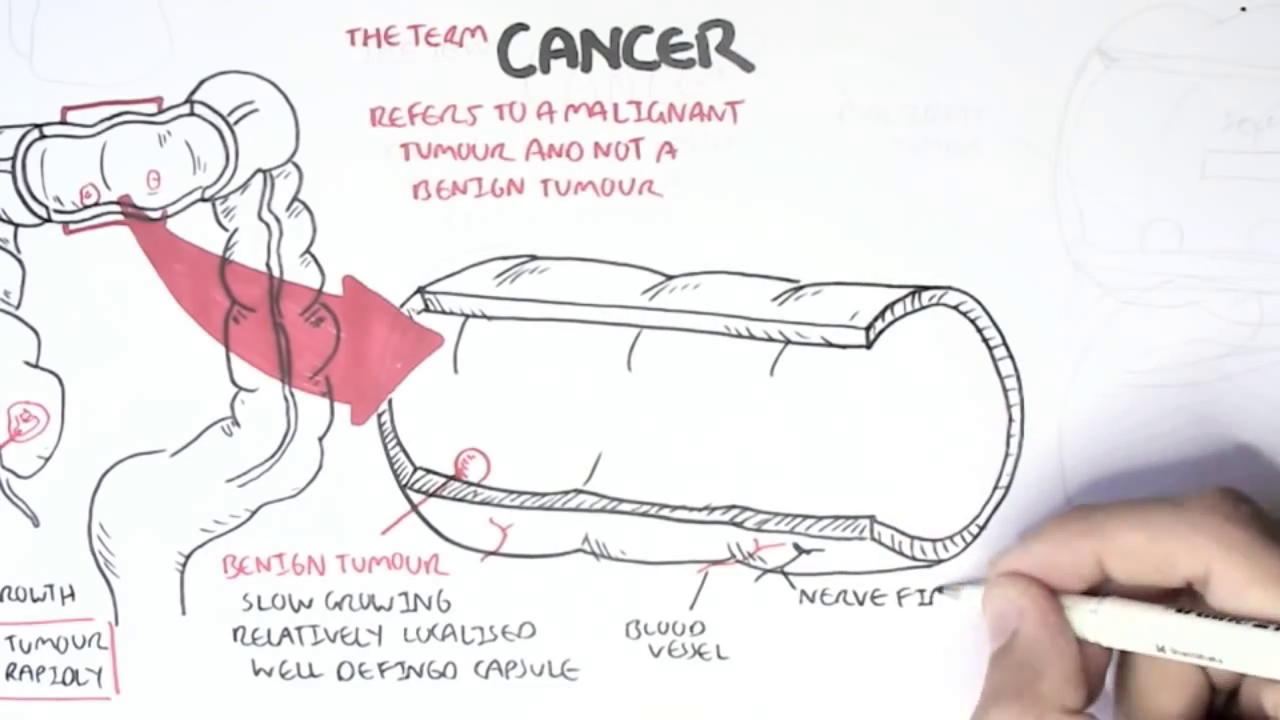 THE TERM CANCER
REFERS TO A MALIGNANT
TUMOUR AND NOT A
BENIGN TUMOUR
BENIGN TUMOUR
SLOW GROWING
RELATIVELY LOCALISED
WELL DEFINED CAPSULE
BLOOD
VESSEL
NERVE FI
ROWTH
TUMOUR
RAPIDLY